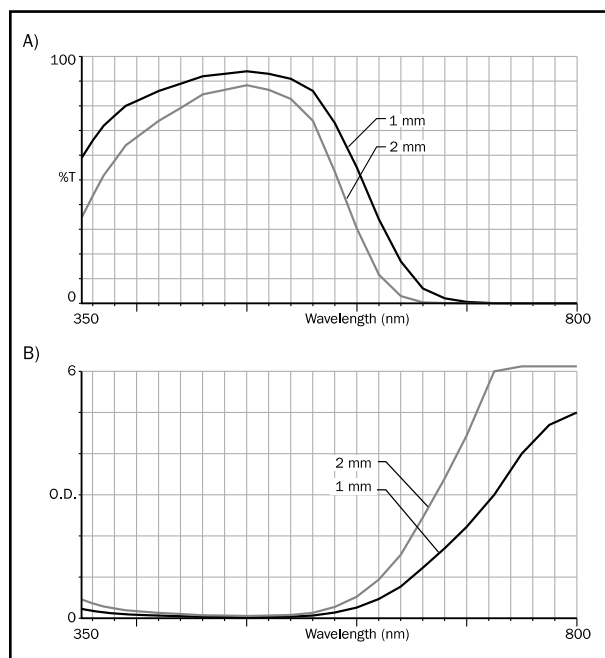 A)
100
1 mm
2 mm
%T
0
350 Wavelength (nm) 800
B)
6
2 mm
1 mm
O.D.
0
350 Wavelength (nm) 800